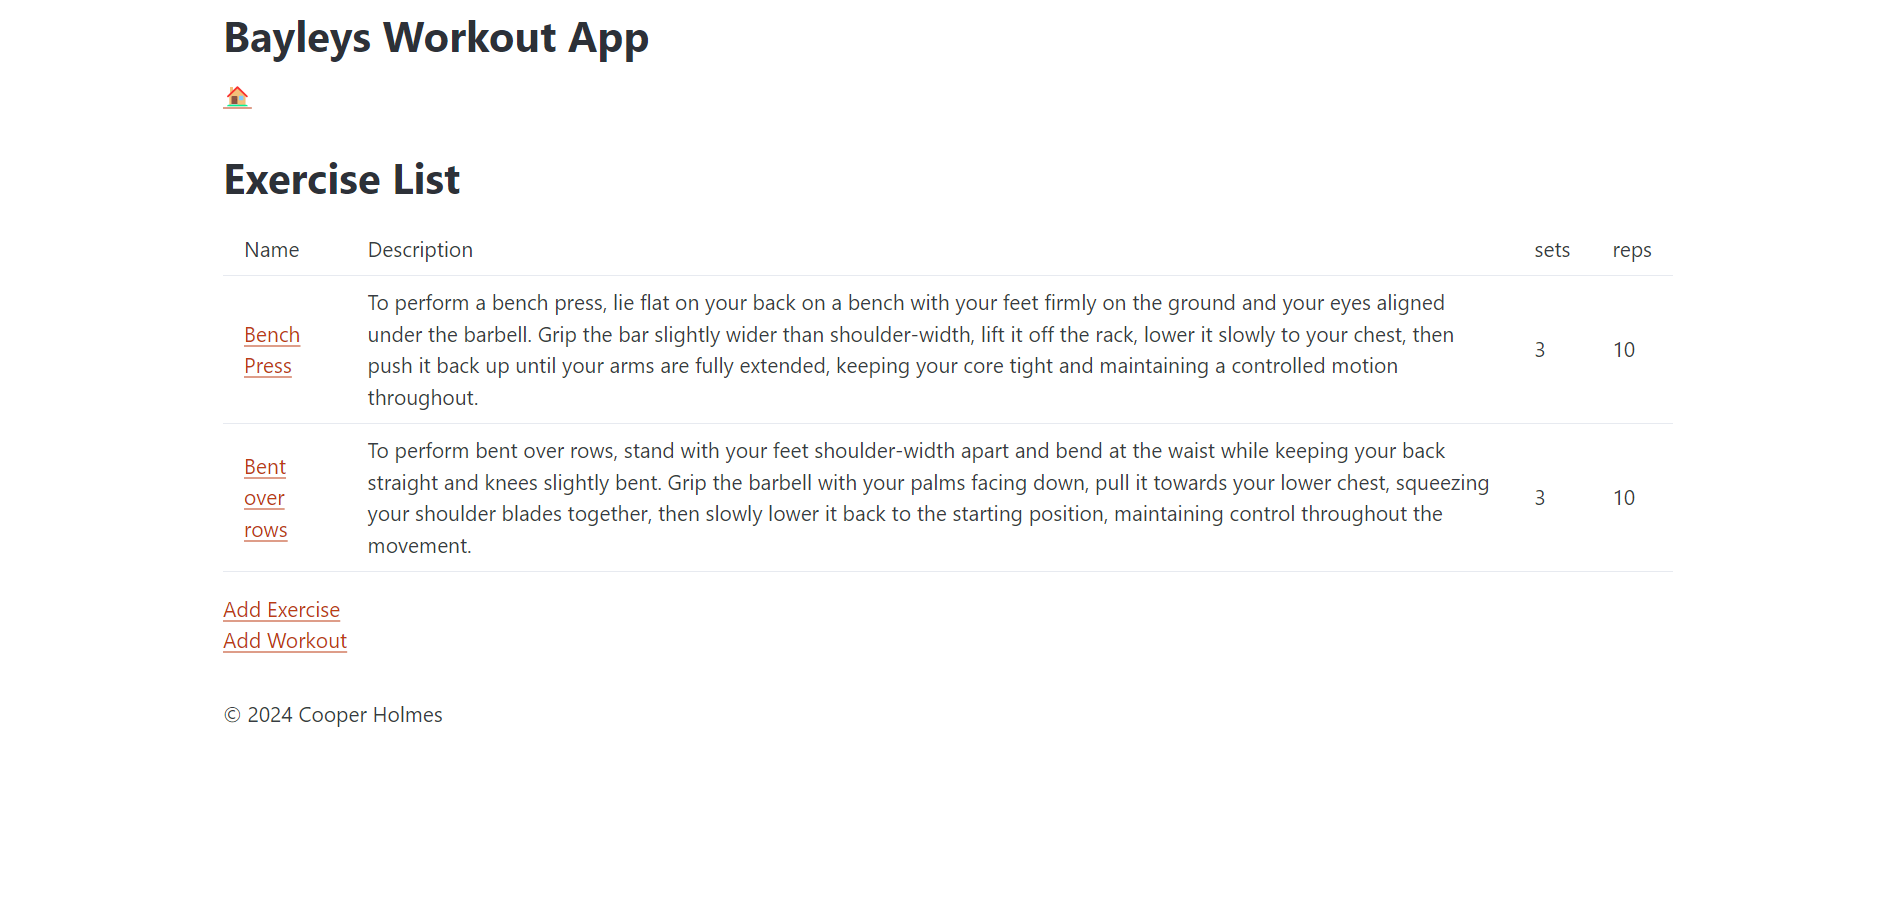 Bayleys Workout App
Exercise List
Name Description sets reps
Bench Press
To perform a bench press, lie flat on your back on a bench with your feet firmly on the ground and your eyes aligned
under the barbell. Grip the bar slightly wider than shoulder-width, lift it off the rack, lower it slowly to your chest, then
push it back up until your arms are fully extended, keeping your core tight and maintaining a controlled motion
throughout.
3 10
Bent over rows
To perform bent over rows, stand with your feet shoulder-width apart and bend at the waist while keeping your back
straight and knees slightly bent. Grip the barbell with your palms facing down, pull it towards your lower chest, squeezing
your shoulder blades together, then slowly lower it back to the starting position, maintaining control throughout the
movement.
3 10
Add Exercise
Add Workout
© 2024 Cooper Holmes